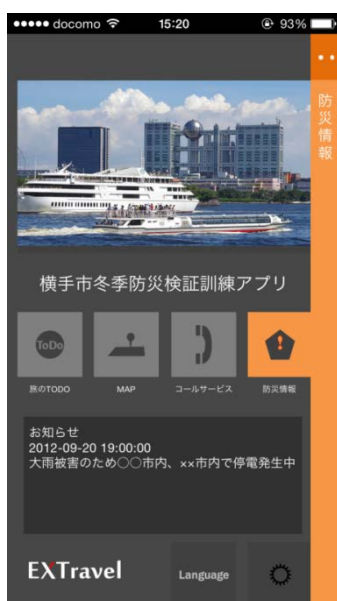 docomo 15:20 93%
防災情報
横手市冬季防災検証訓練アプリ
ToDo
旅のTODO MAP コールサービス 防災情報
お知らせ
2012-09-20 19:00:00
大雨被害のため○○市内、××市内で停電発生中
EXTravel Language